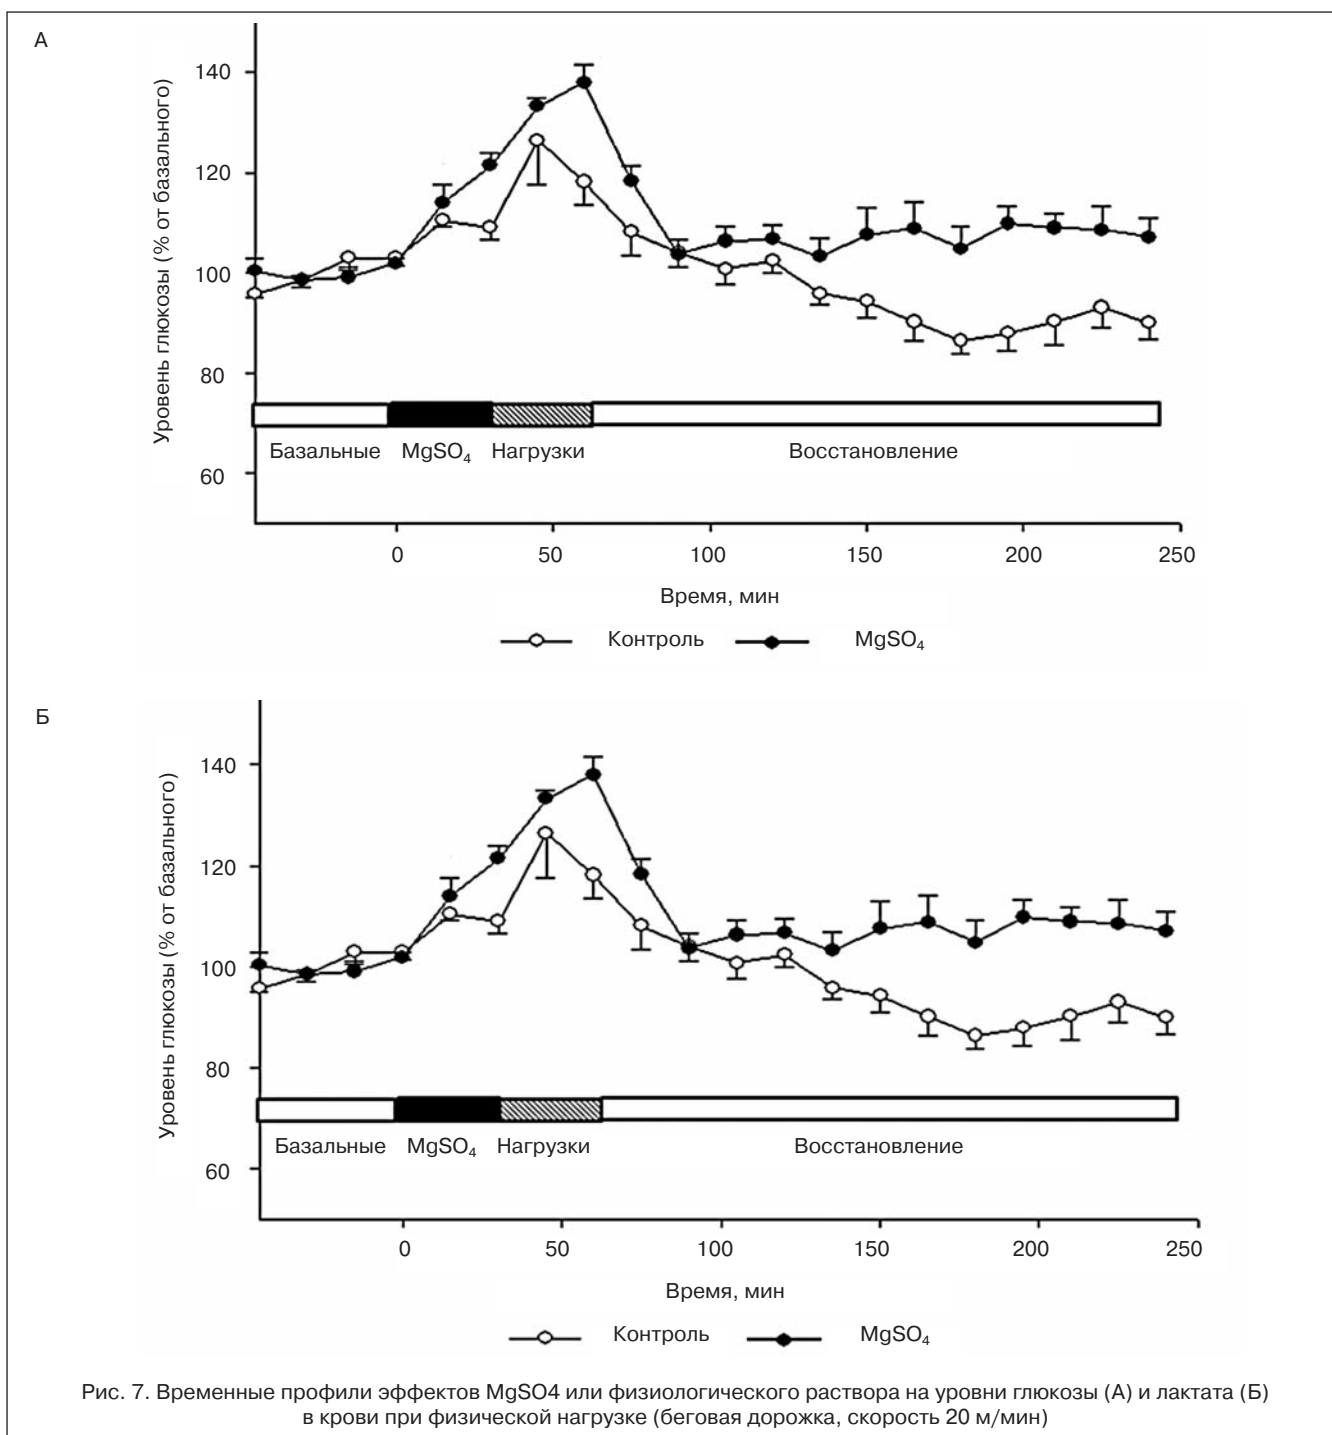 А
Уровень глюкозы (% от базального)
140
120
100
80
60
Базальные MgSO₄ Нагрузки Восстановление
0 50 100 150 200 250
Время, мин
Контроль MgSO₄
Б
Уровень глюкозы (% от базального)
140
120
100
80
60
Базальные MgSO₄ Нагрузки Восстановление
0 50 100 150 200 250
Время, мин
Контроль MgSO₄
Рис. 7. Временные профили эффектов MgSO4 или физиологического раствора на уровни глюкозы (А) и лактата (Б)
в крови при физической нагрузке (беговая дорожка, скорость 20 м/мин)